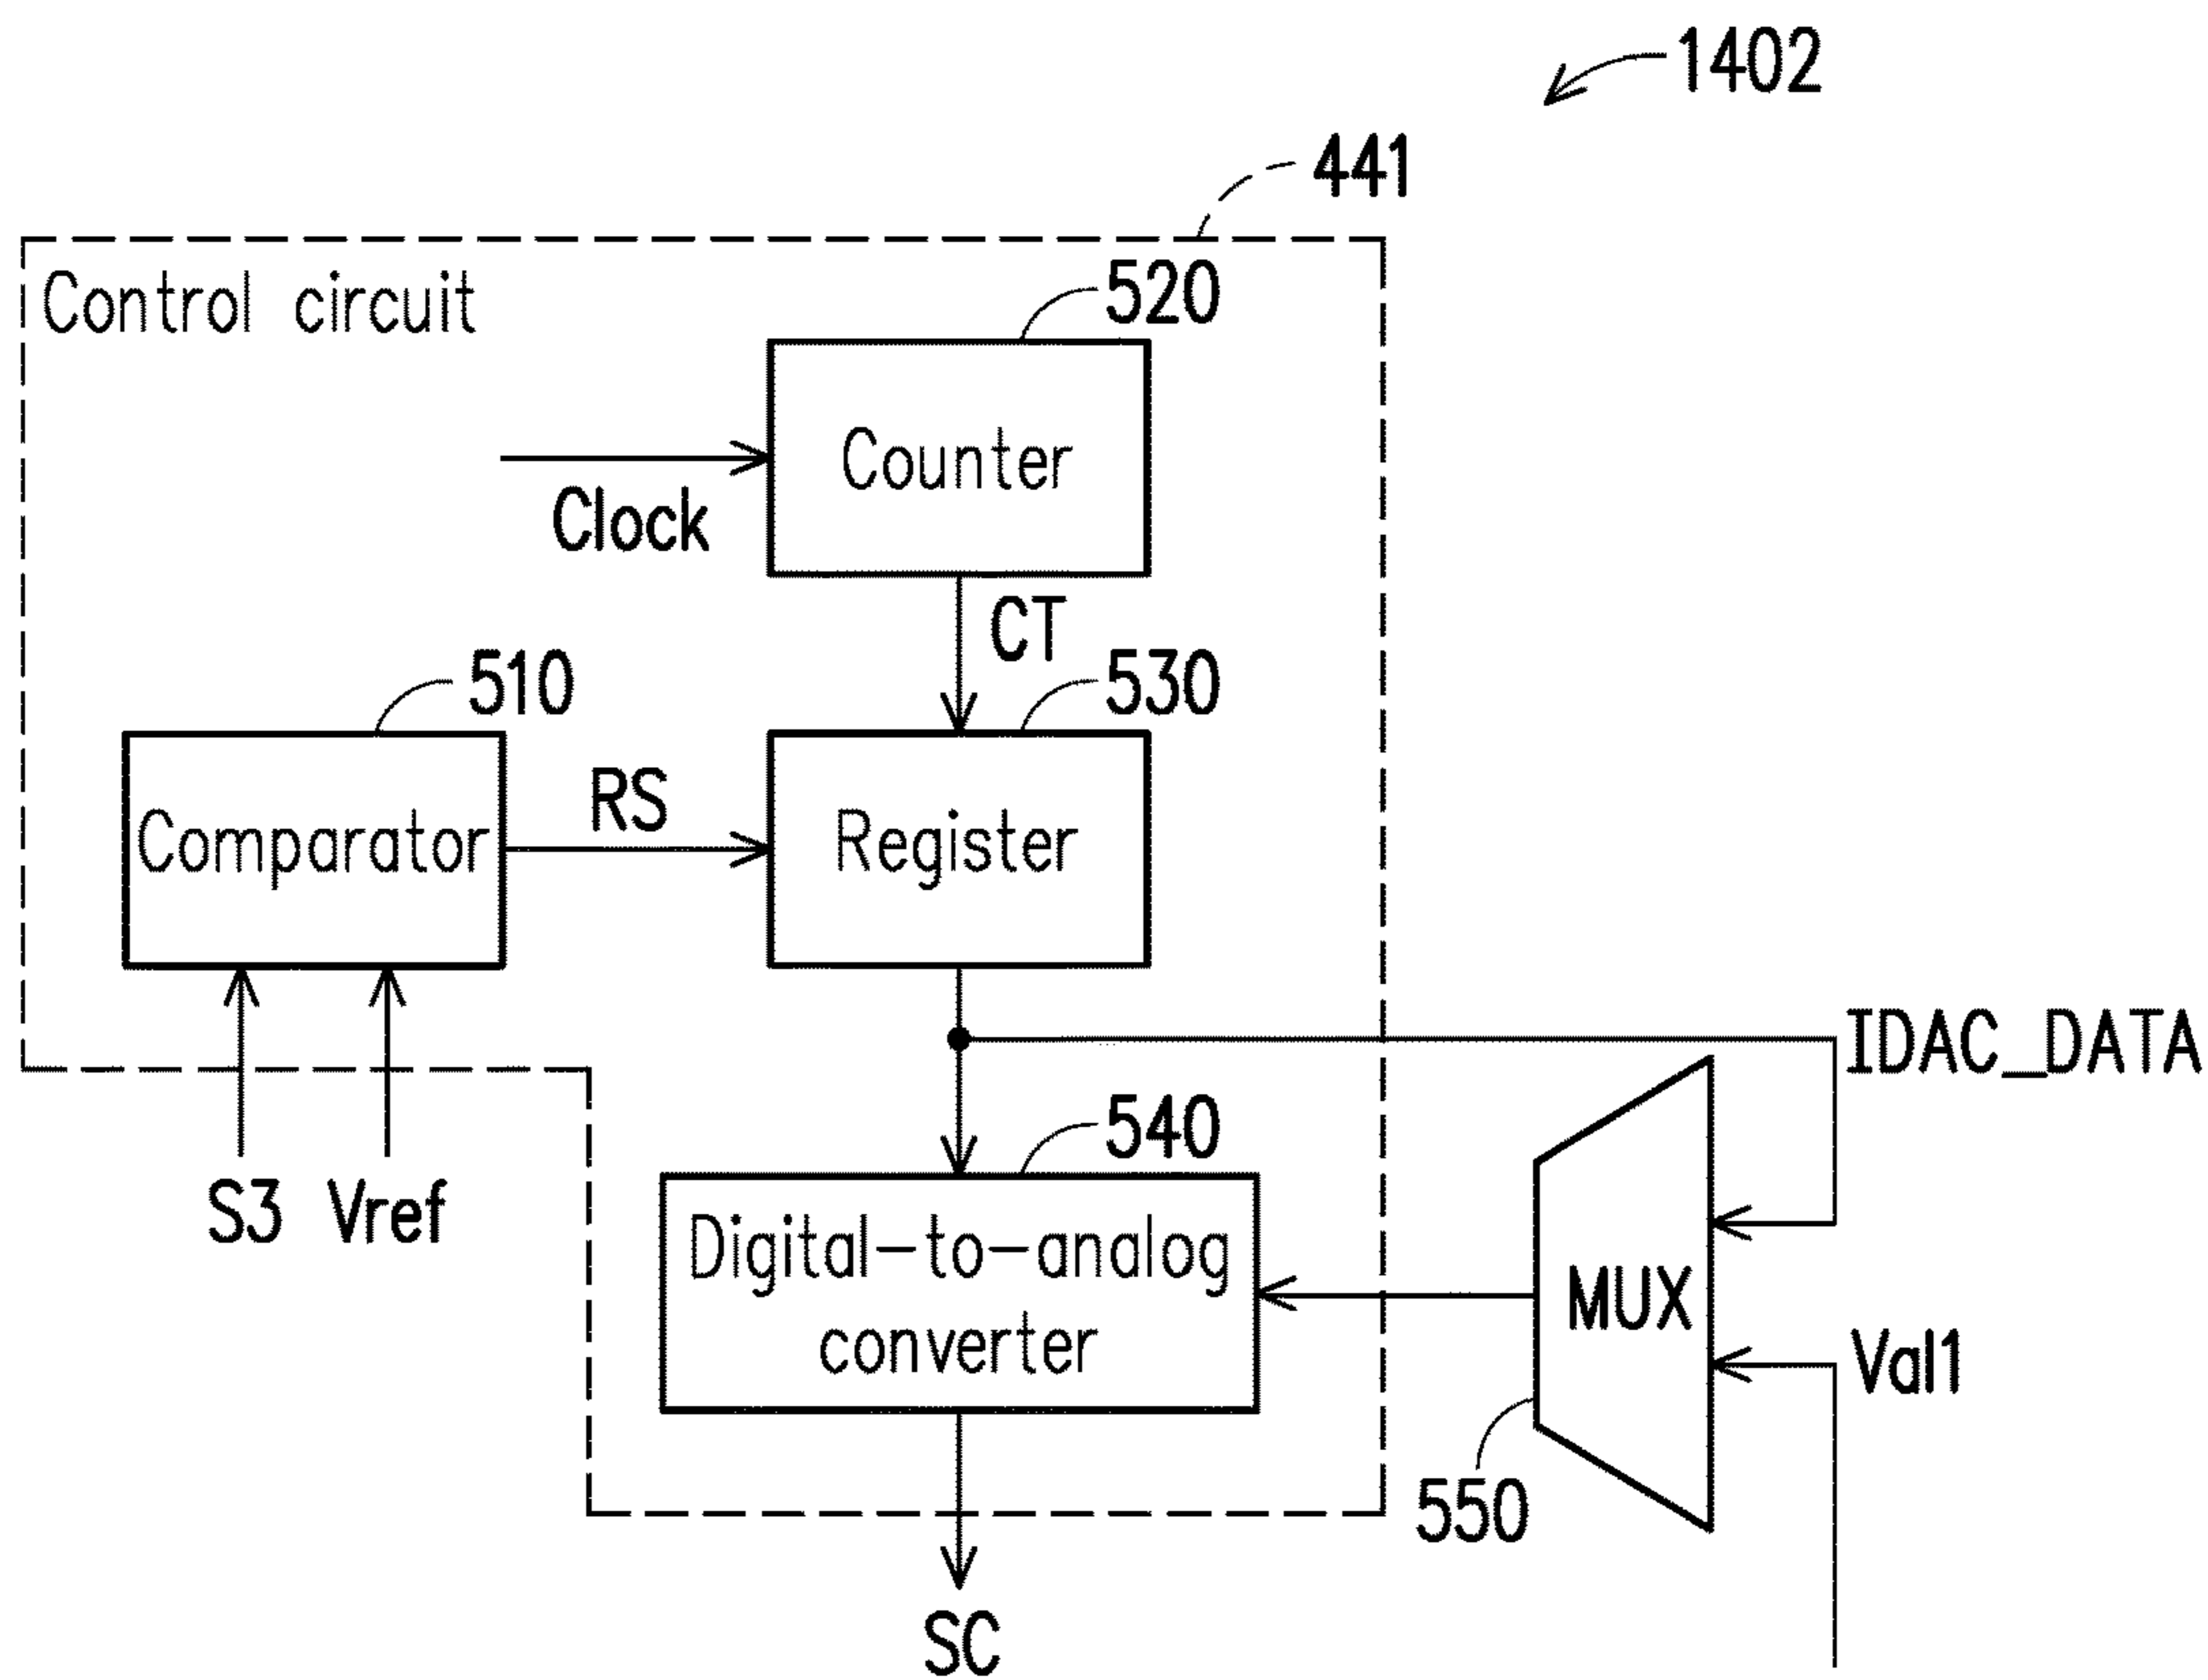 1402
441
Control circuit
520
Counter
Clock
CT
510
530
RS
Comparator
Register
IDAC_DATA
540
S3 Vref
Digital-to-analog
converter
MUX
Val1
550
SC